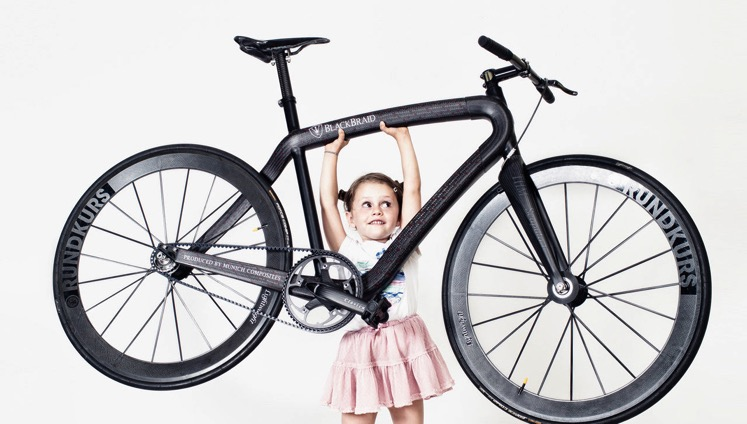 BLACKBRAID
RUNDKURS
RUNDKURS
PRODUCED BY MUNICH COMPOSITES